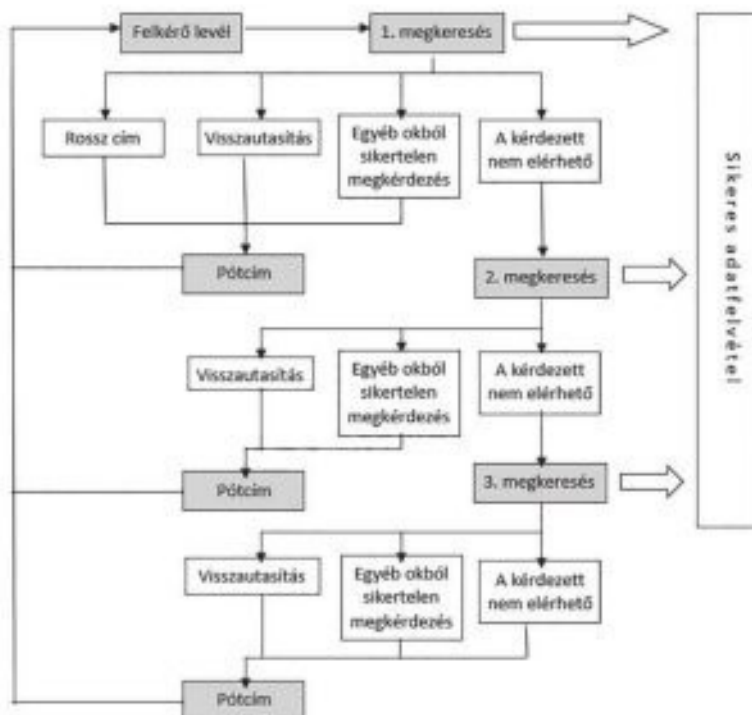 Felkérő levél
1. megkeresés
Rossz cím
Visszautasítás
Egyéb okból
sikertelen
megkérdezés
A kérdezett
nem elérhető
Pótcím
2. megkeresés
Visszautasítás
Egyéb okból
sikertelen
megkérdezés
A kérdezett
nem elérhető
Pótcím
3. megkeresés
Visszautasítás
Egyéb okból
sikertelen
megkérdezés
A kérdezett
nem elérhető
Pótcím
Sikeres adatfelvétel